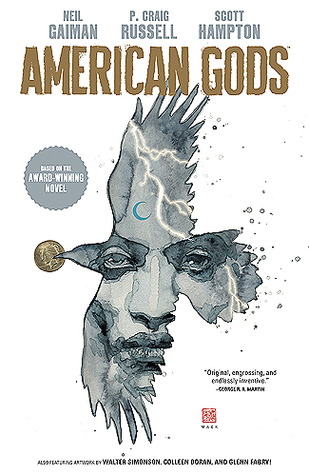 NEIL GAIMAN
P. CRAIG RUSSELL
SCOTT HAMPTON
AMERICAN GODS™
BASED ON THE
AWARD-WINNING
NOVEL
"Original, engrossing, and
endlessly inventive."
–GEORGE R. R. MARTIN
MACK
ALSO FEATURING ARTWORK BY WALTER SIMONSON, COLLEEN DORAN, AND GLENN FABRY!